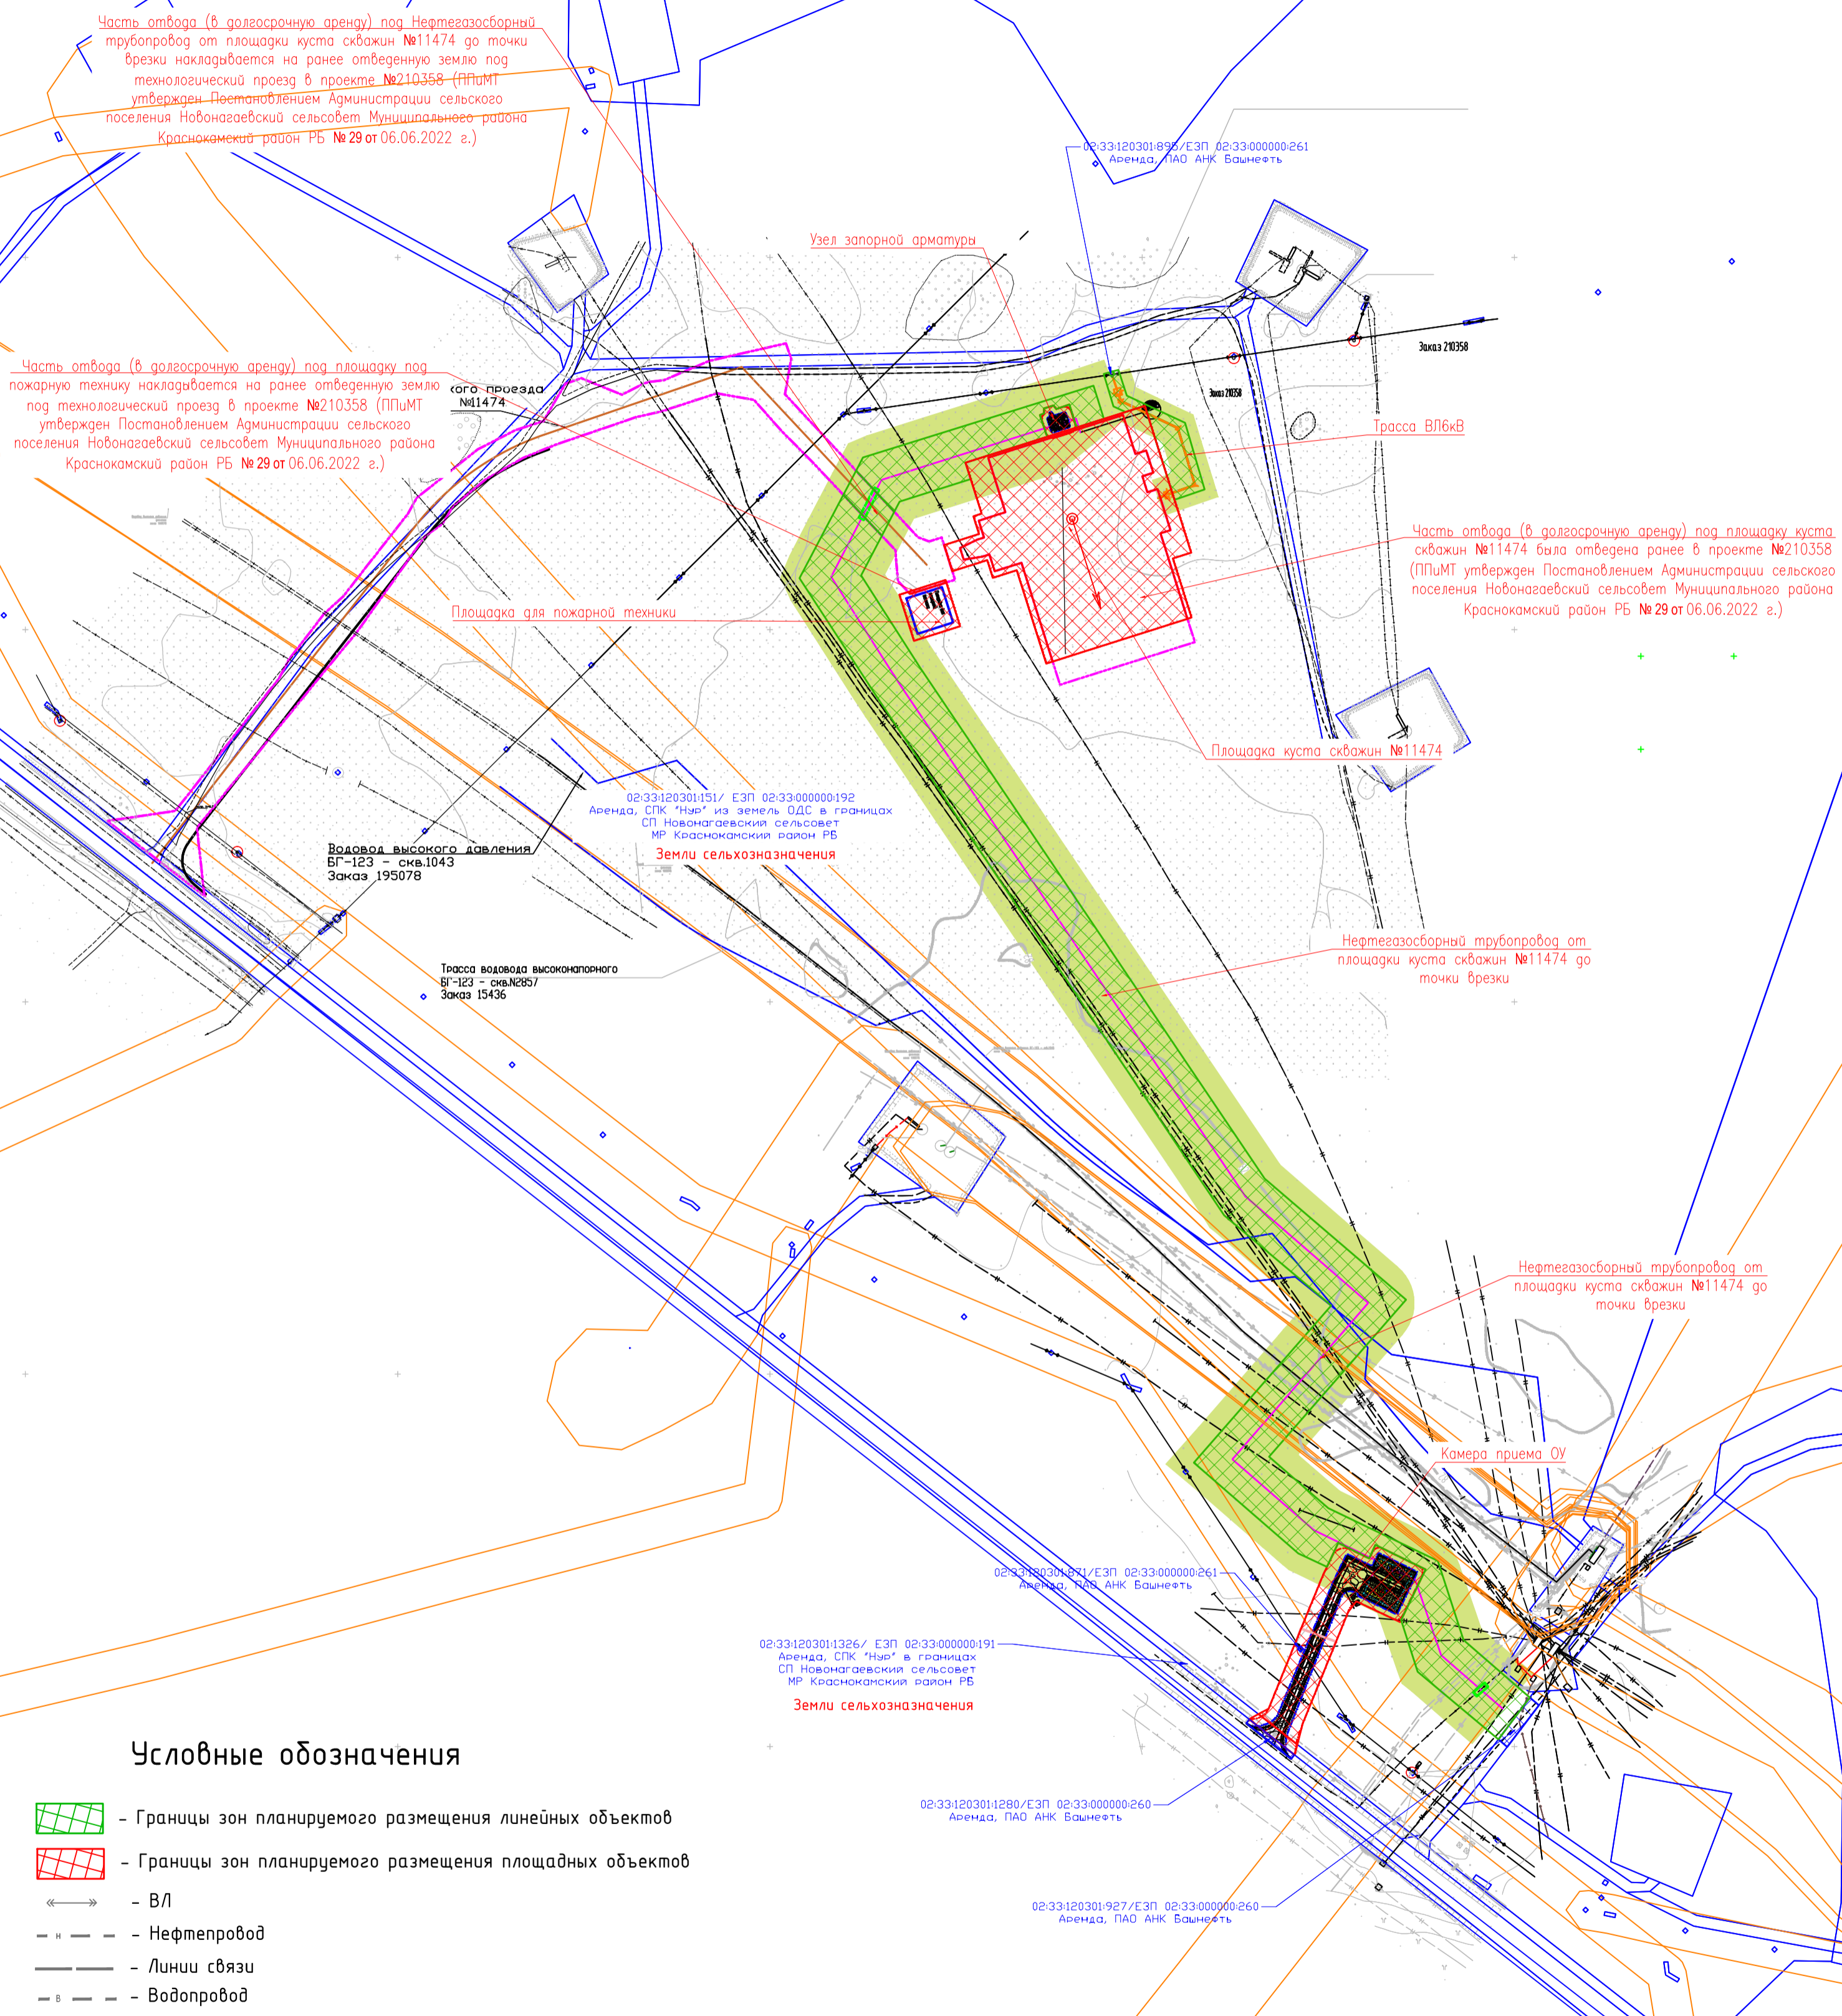 Часть отвода (в долгосрочную аренду) под Нефтегазосборный
трубопровод от площадки куста скважин №11474 до точки
врезки накладывается на ранее отведенную землю под
технологический проезд в проекте №210358 (ППиМТ
утвержден Постановлением Администрации сельского
поселения Новонагаевский сельсовет Муниципального района
Краснокамский район РБ № 29 от 06.06.2022 г.)
02:33:120301:895/ЕЗП 02:33:000000:261
Аренда, ПАО АНК Башнефть
Узел запорной арматуры
Заказ 210358
Часть отвода (в долгосрочную аренду) под площадку под
пожарную технику накладывается на ранее отведенную землю
под технологический проезд в проекте №210358 (ППиМТ
утвержден Постановлением Администрации сельского
поселения Новонагаевский сельсовет Муниципального района
Краснокамский район РБ № 29 от 06.06.2022 г.)
кого проезда
№11474
Заказ 210358
Трасса ВЛ6кВ
Часть отвода (в долгосрочную аренду) под площадку куста
скважин №11474 была отведена ранее в проекте №210358
(ППиМТ утвержден Постановлением Администрации сельского
поселения Новонагаевский сельсовет Муниципального района
Краснокамский район РБ № 29 от 06.06.2022 г.)
Площадка для пожарной техники
Площадка куста скважин №11474
02:33:120301:151/ ЕЗП 02:33:000000:192
Аренда, СПК "Нур" из земель ОДС в границах
СП Новонагаевский сельсовет
МР Краснокамский район РБ
Земли сельхозназначения
Водовод высокого давления
БГ-123 - скв.1043
Заказ 195078
Трасса водовода высоконапорного
БГ-123 - скв.N2857
Заказ 15436
Нефтегазосборный трубопровод от
площадки куста скважин №11474 до
точки врезки
Нефтегазосборный трубопровод от
площадки куста скважин №11474 до
точки врезки
Камера приема ОУ
02:33:120301:871/ЕЗП 02:33:000000:261
Аренда, ПАО АНК Башнефть
02:33:120301:1326/ ЕЗП 02:33:000000:191
Аренда, СПК "Нур" в границах
СП Новонагаевский сельсовет
МР Краснокамский район РБ
Земли сельхозназначения
02:33:120301:1280/ЕЗП 02:33:000000:260
Аренда, ПАО АНК Башнефть
02:33:120301:927/ЕЗП 02:33:000000:260
Аренда, ПАО АНК Башнефть
Условные обозначения
- Границы зон планируемого размещения линейных объектов
- Границы зон планируемого размещения площадных объектов
- ВЛ
н - Нефтепровод
- Линии связи
в - Водопровод